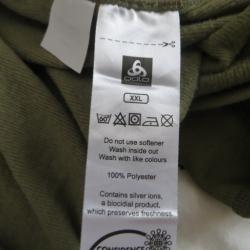 odlo
XXL
Do not use softener
Wash inside out
Wash with like colours
100% Polyester
Contains silver ions,
a biocidal product,
which preserves freshness.
CONFIDENCE